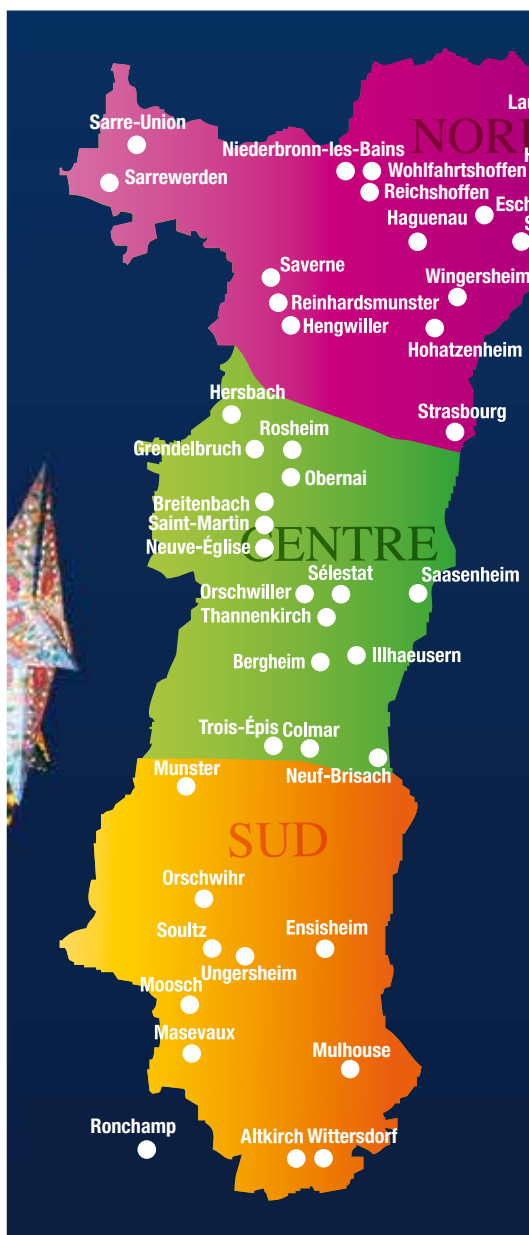 NOR
Sarre-Union
Niederbronn-les-Bains
Wohlfahrtshoffen
Sarrewerden
Reichshoffen
Haguenau
Saverne
Wingersheim
Reinhardsmunster
Hengwiller
Hohatzenheim
Hersbach
Strasbourg
Rosheim
Grendelbruch
Obernai
Breitenbach
Saint-Martin
CENTRE
Neuve-Église
Sélestat
Saasenheim
Orschwiller
Thannenkirch
Illhaeusern
Bergheim
Trois-Épis
Colmar
Munster
Neuf-Brisach
SUD
Orschwihr
Soultz
Ensisheim
Ungersheim
Moosch
Masevaux
Mulhouse
Ronchamp
Altkirch
Wittersdorf